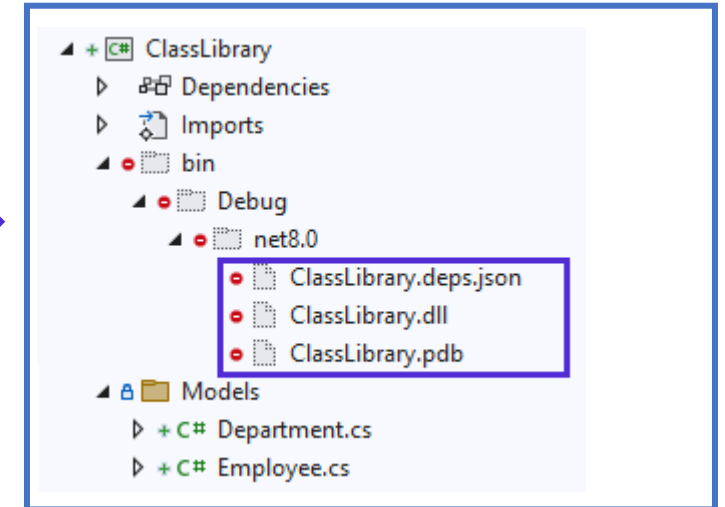 C# ClassLibrary
Dependencies
Imports
bin
Debug
net8.0
ClassLibrary.deps.json
ClassLibrary.dll
ClassLibrary.pdb
Models
C# Department.cs
C# Employee.cs